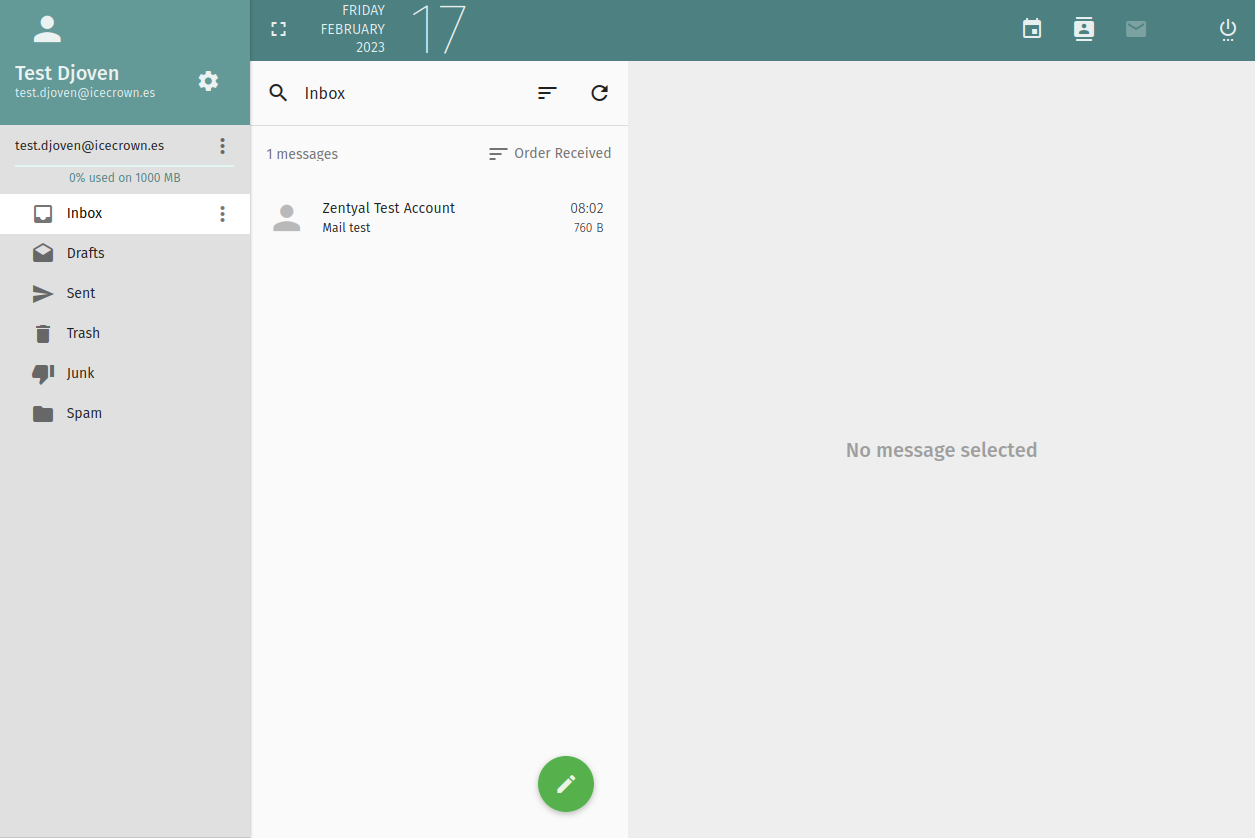 FRIDAY
FEBRUARY
2023
17
Test Djoven
test.djoven@icecrown.es
test.djoven@icecrown.es
0% used on 1000 MB
Inbox
Drafts
Sent
Trash
Junk
Spam
Inbox
1 messages
Order Received
Zentyal Test Account
08:02
Mail test
760 B
No message selected